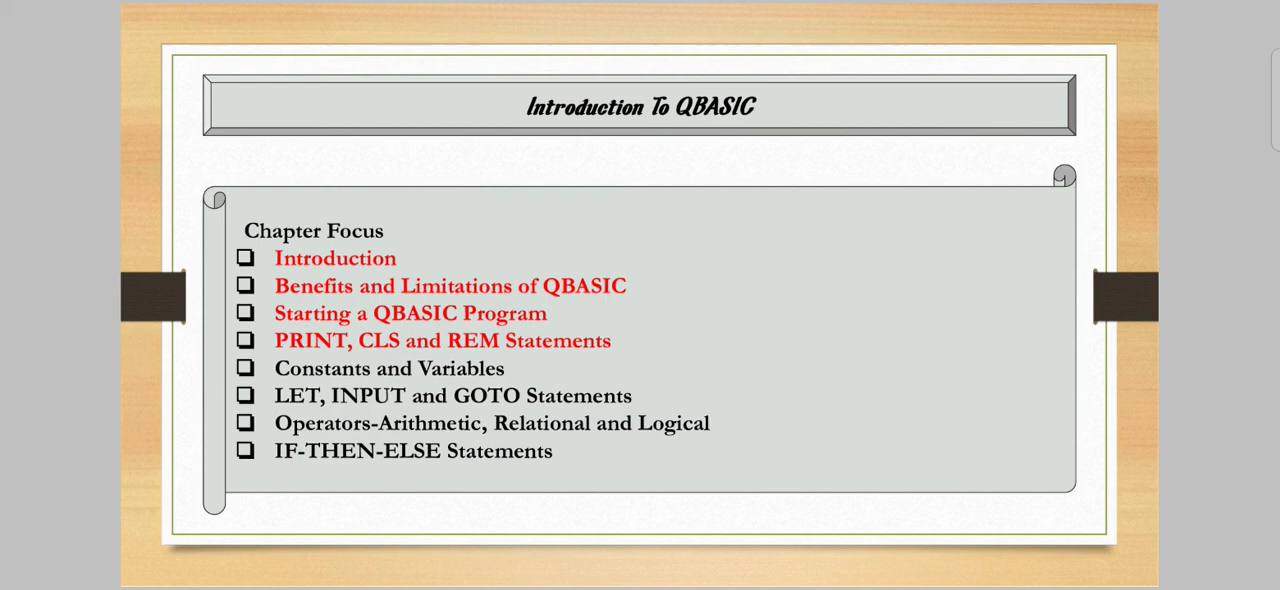 Introduction To QBASIC
Chapter Focus
Introduction
Benefits and Limitations of QBASIC
Starting a QBASIC Program
PRINT, CLS and REM Statements
Constants and Variables
LET, INPUT and GOTO Statements
Operators-Arithmetic, Relational and Logical
IF-THEN-ELSE Statements